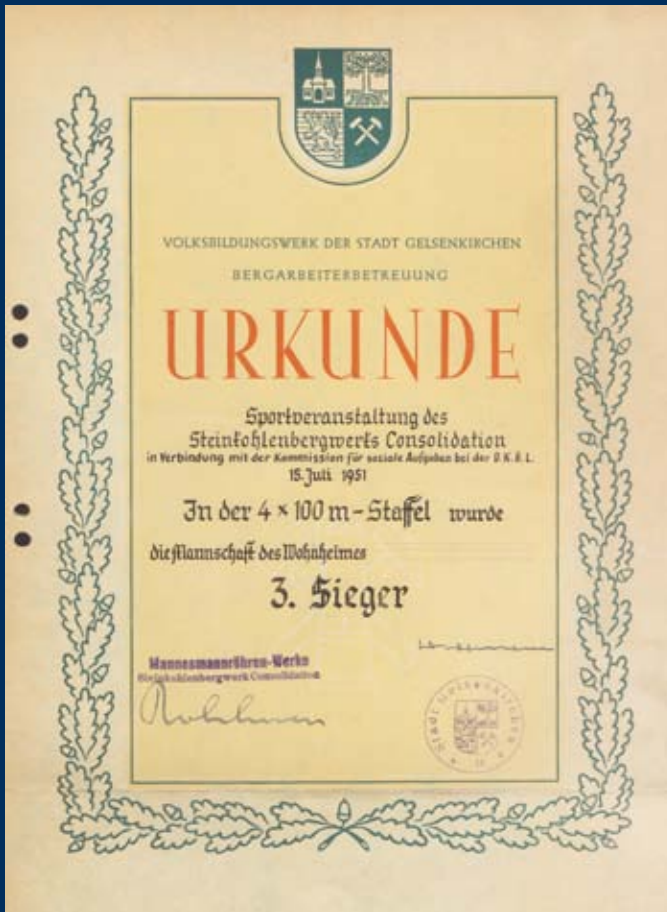 VOLKSBILDUNGSWERK DER STADT GELSENKIRCHEN
BERGARBEITERBETREUUNG
URKUNDE
Sportveranstaltung des
Steinkohlenbergwerks Consolidation
in Verbindung mit der Kommission für soziale Aufgaben bei der D.K.B.L.
15. Juli 1951
In der 4 × 100 m-Staffel wurde
die Mannschaft des Wohnheimes
3. Sieger
Mannesmannröhren-Werke
Steinkohlenbergwerk Consolidation
Stadt Gelsenkirchen